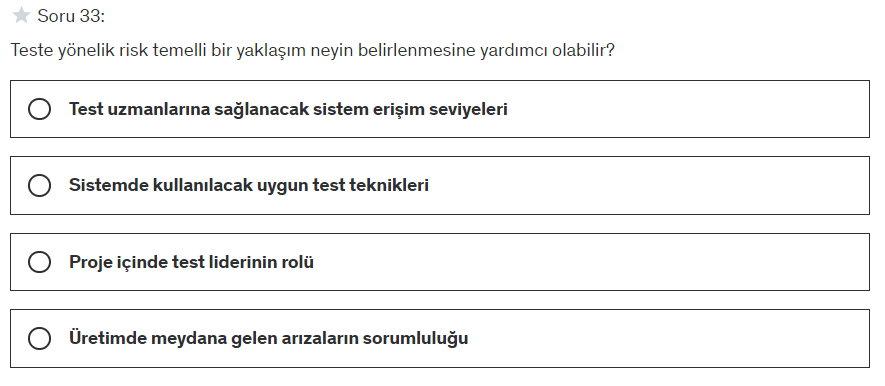 Soru 33:
Teste yönelik risk temelli bir yaklaşım neyin belirlenmesine yardımcı olabilir?
Test uzmanlarına sağlanacak sistem erişim seviyeleri
Sistemde kullanılacak uygun test teknikleri
Proje içinde test liderinin rolü
Üretimde meydana gelen arızaların sorumluluğu